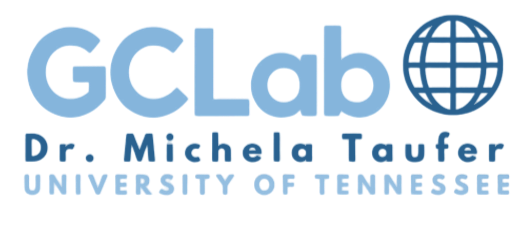 GCLab
Dr. Michela Taufer
UNIVERSITY OF TENNESSEE